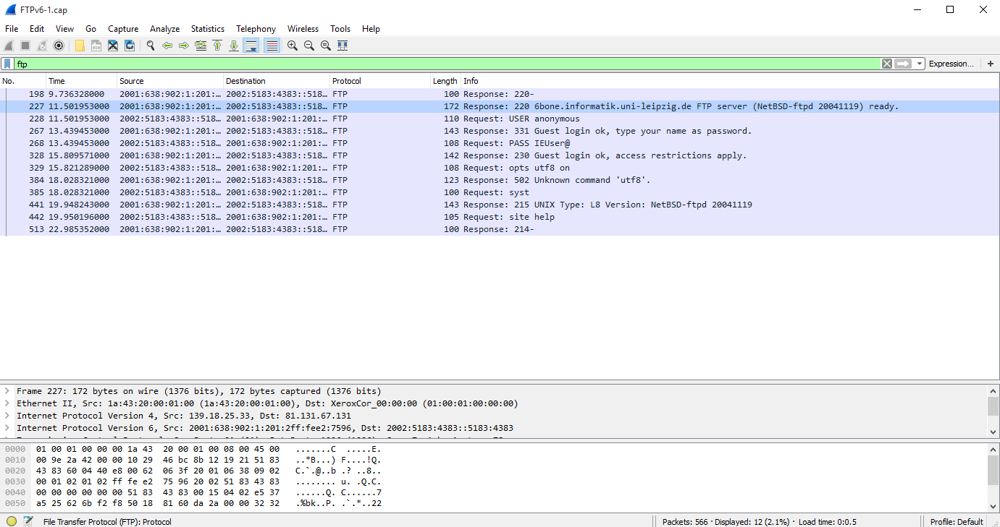 FTPv6-1.cap
File Edit View Go Capture Analyze Statistics Telephony Wireless Tools Help
ftp Expression... +
No. Time Source Destination Protocol Length Info
198 9.736328000 2001:638:902:1:201:… 2002:5183:4383::518… FTP 100 Response: 220-
227 11.501953000 2001:638:902:1:201:… 2002:5183:4383::518… FTP 172 Response: 220 6bone.informatik.uni-leipzig.de FTP server (NetBSD-ftpd 20041119) ready.
228 11.501953000 2002:5183:4383::518… 2001:638:902:1:201:… FTP 110 Request: USER anonymous
267 13.439453000 2001:638:902:1:201:… 2002:5183:4383::518… FTP 143 Response: 331 Guest login ok, type your name as password.
268 13.439453000 2002:5183:4383::518… 2001:638:902:1:201:… FTP 108 Request: PASS IEUser@
328 15.809571000 2001:638:902:1:201:… 2002:5183:4383::518… FTP 142 Response: 230 Guest login ok, access restrictions apply.
329 15.821289000 2002:5183:4383::518… 2001:638:902:1:201:… FTP 108 Request: opts utf8 on
384 18.028321000 2001:638:902:1:201:… 2002:5183:4383::518… FTP 123 Response: 502 Unknown command 'utf8'.
385 18.028321000 2002:5183:4383::518… 2001:638:902:1:201:… FTP 100 Request: syst
441 19.948243000 2001:638:902:1:201:… 2002:5183:4383::518… FTP 143 Response: 215 UNIX Type: L8 Version: NetBSD-ftpd 20041119
442 19.950196000 2002:5183:4383::518… 2001:638:902:1:201:… FTP 105 Request: site help
513 22.985352000 2001:638:902:1:201:… 2002:5183:4383::518… FTP 100 Response: 214-
Frame 227: 172 bytes on wire (1376 bits), 172 bytes captured (1376 bits)
Ethernet II, Src: 1a:43:20:00:01:00 (1a:43:20:00:01:00), Dst: XeroxCor_00:00:00 (01:00:01:00:00:00)
Internet Protocol Version 4, Src: 139.18.25.33, Dst: 81.131.67.131
Internet Protocol Version 6, Src: 2001:638:902:1:201:2ff:fee2:7596, Dst: 2002:5183:4383::5183:4383
0000 01 00 01 00 00 00 1a 43 20 00 01 00 08 00 45 00 .......C .....E.
0010 00 9e 2a 42 00 00 10 29 46 bc 8b 12 19 21 51 83 ..*B...) F....!Q.
0020 43 83 60 04 40 e8 00 62 06 3f 20 01 06 38 09 02 C.`.@..b .? ..8..
0030 00 01 02 01 02 ff fe e2 75 96 20 02 51 83 43 83 ........ u. .Q.C.
0040 00 00 00 00 00 00 51 83 43 83 00 15 04 02 e5 37 ......Q. C......7
0050 a5 25 62 6b f2 f8 50 18 81 60 da 2a 00 00 32 32 .%bk..P. .`.*..22
File Transfer Protocol (FTP): Protocol Packets: 566 · Displayed: 12 (2.1%) · Load time: 0:0.5 Profile: Default